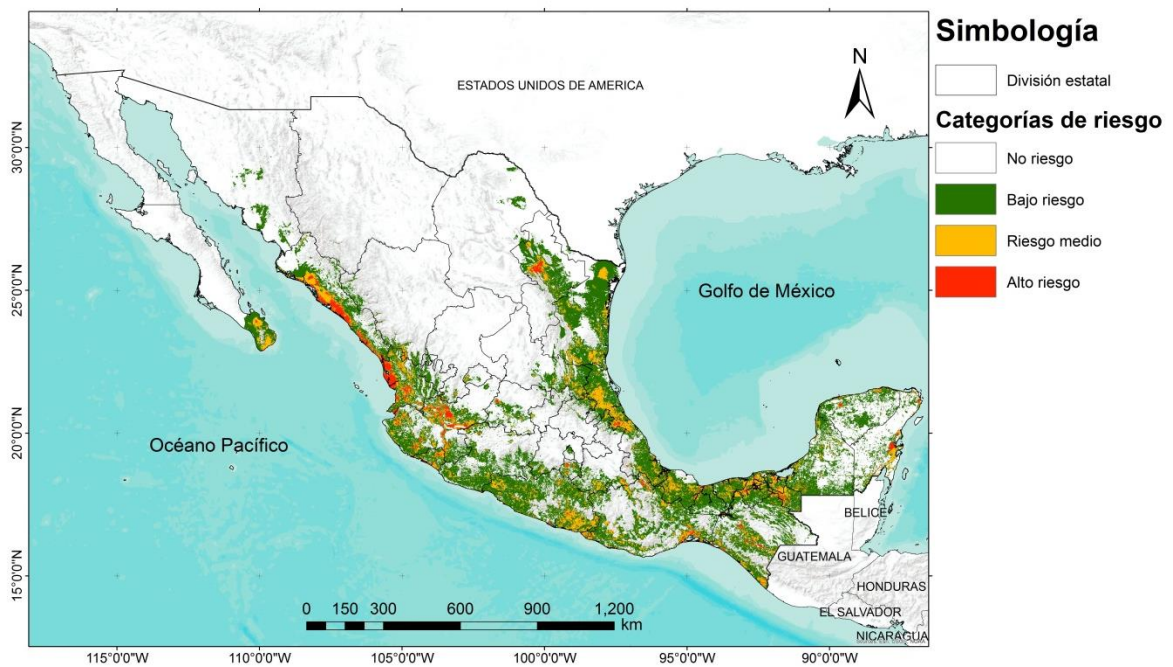 Simbología
División estatal
Categorías de riesgo
No riesgo
Bajo riesgo
Riesgo medio
Alto riesgo
N
ESTADOS UNIDOS DE AMERICA
Golfo de México
Océano Pacífico
BELICE
GUATEMALA
HONDURAS
EL SALVADOR
NICARAGUA
0 150 300 600 900 1,200
km
30°0'0"N
25°0'0"N
20°0'0"N
15°0'0"N
115°0'0"W 110°0'0"W 105°0'0"W 100°0'0"W 95°0'0"W 90°0'0"W